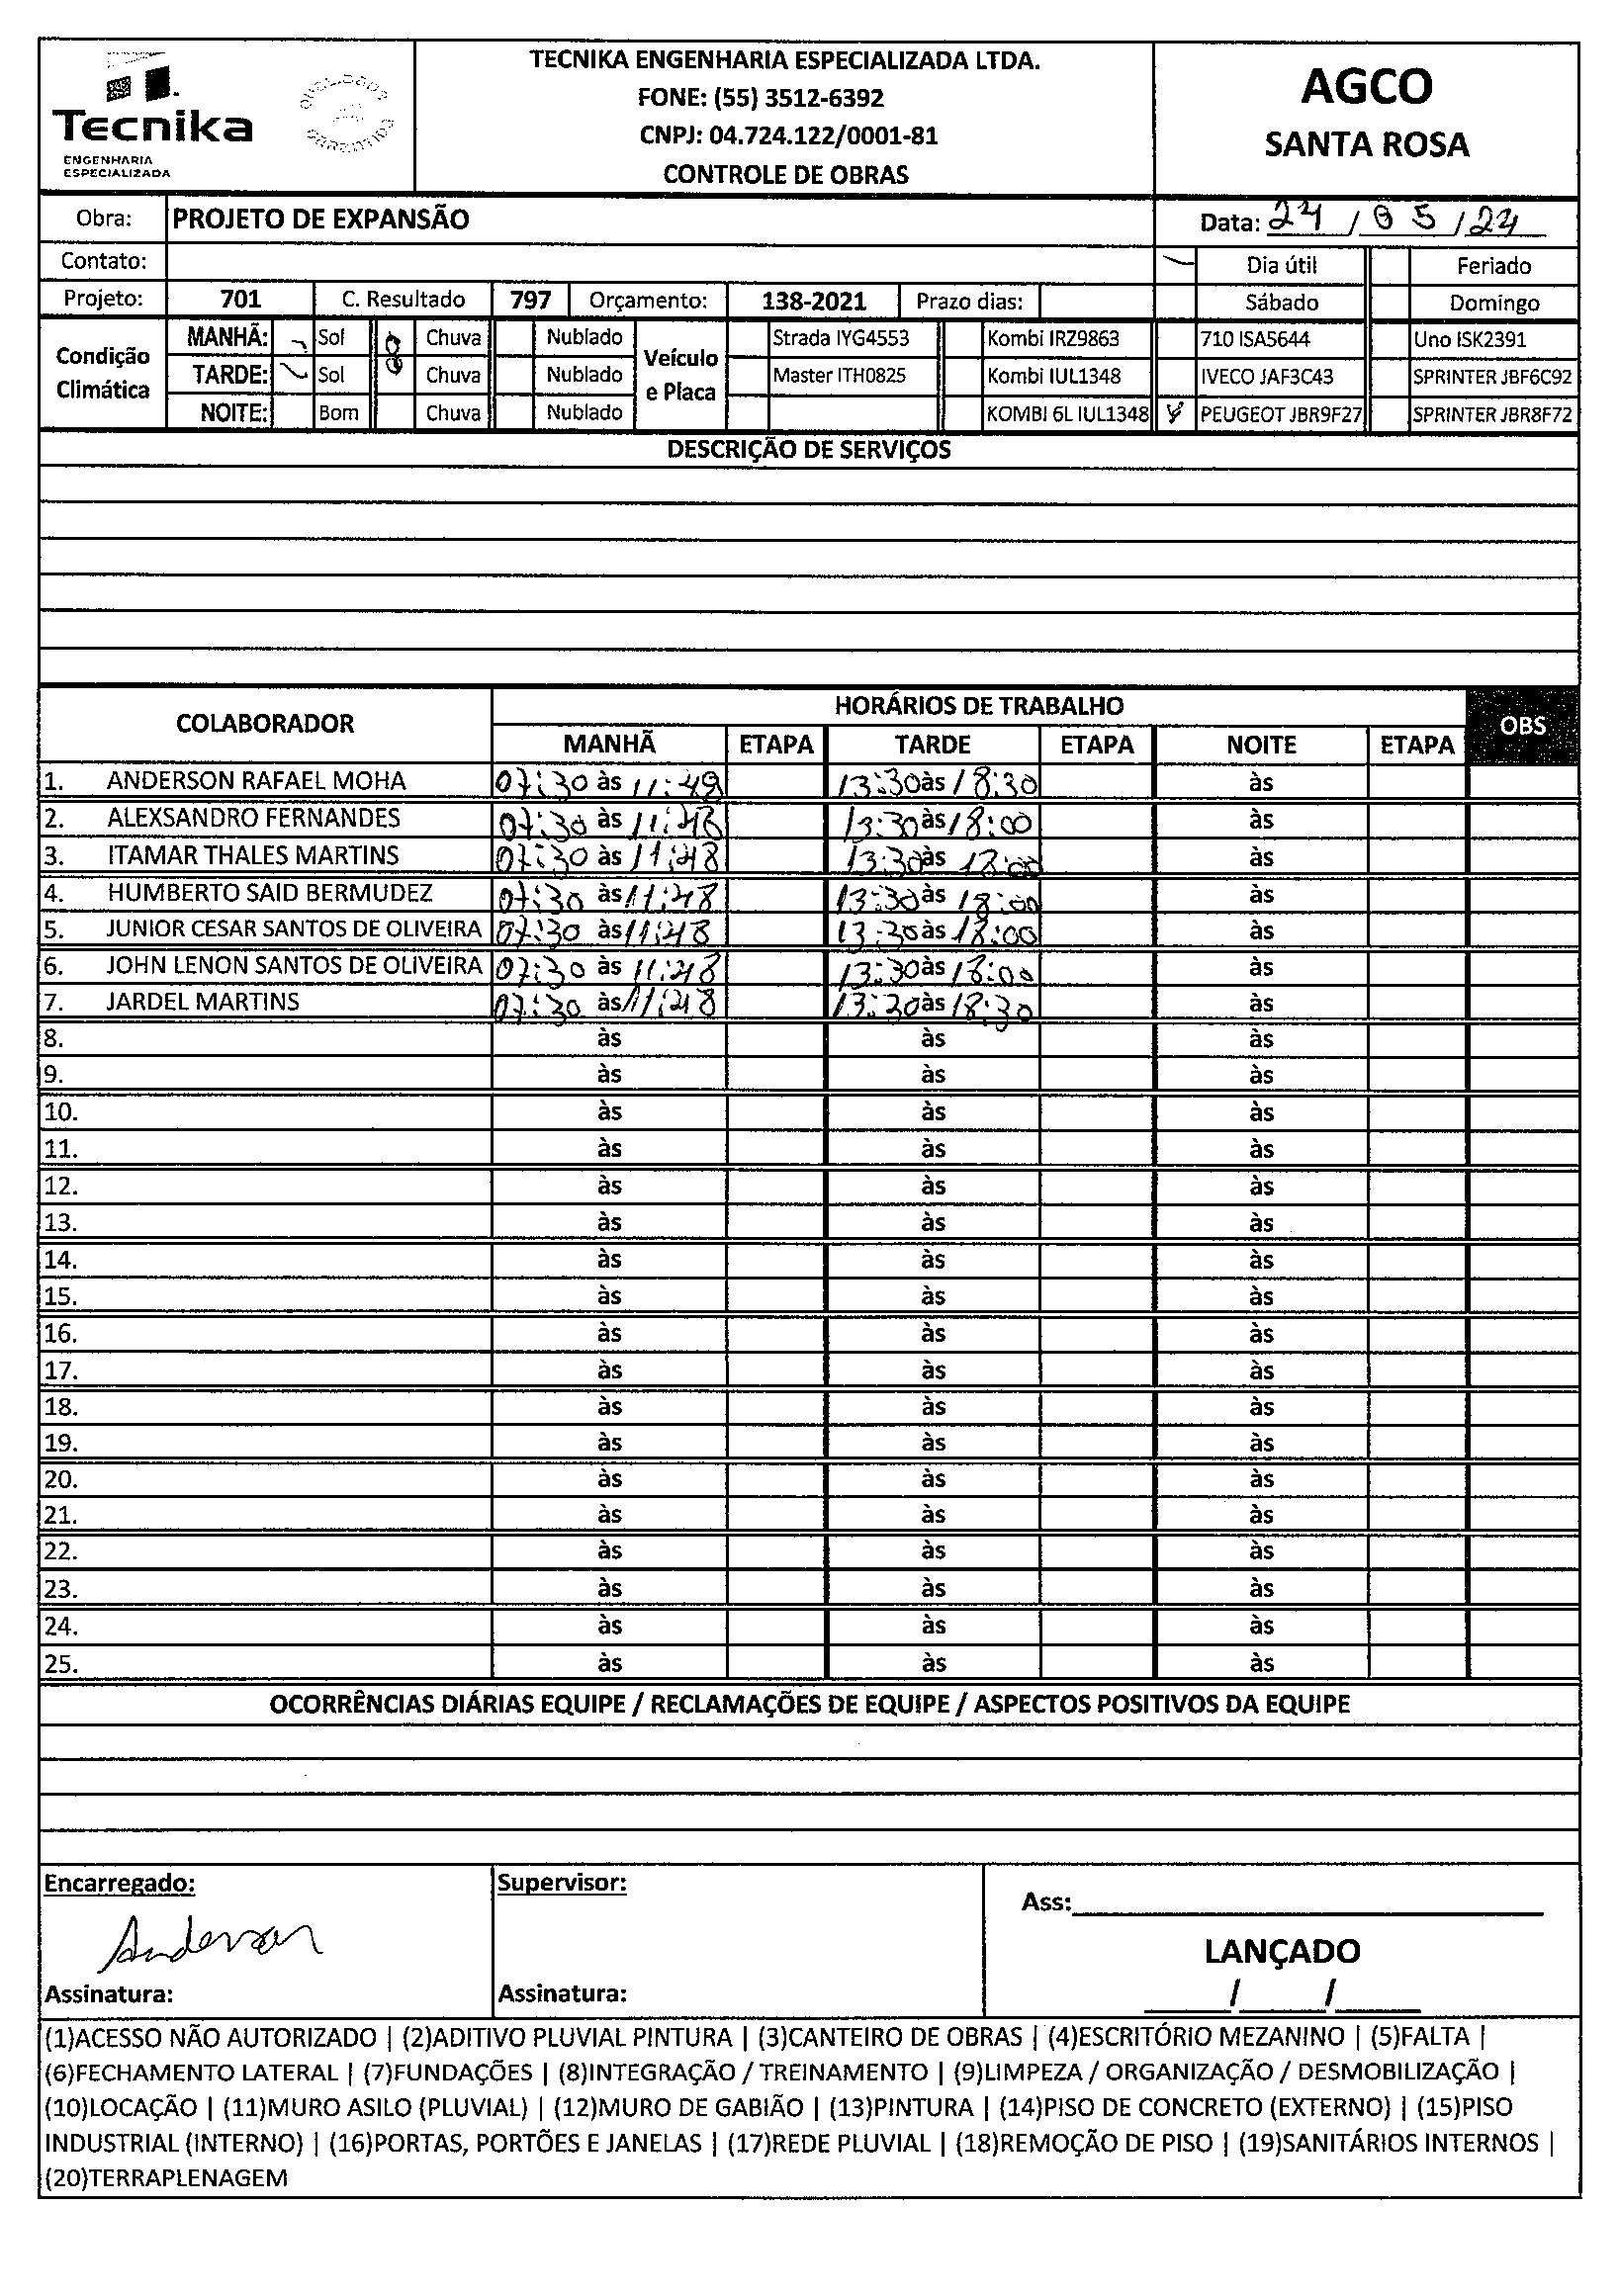 Tecnika
ENGENHARIA
ESPECIALIZADA
TECNIKA ENGENHARIA ESPECIALIZADA LTDA.
FONE: (55) 3512-6392
CNPJ: 04.724.122/0001-81
CONTROLE DE OBRAS
AGCO
SANTA ROSA
Obra: PROJETO DE EXPANSÃO Data: 24 / 05 / 24
Contato: Dia útil Feriado
Projeto: 701 C. Resultado 797 Orçamento: 138-2021 Prazo dias: Sábado Domingo
Condição Climática Veículo e Placa
MANHÃ: Sol Chuva Nublado Strada IYG4553 Kombi IRZ9863 710 ISA5644 Uno ISK2391
TARDE: Sol Chuva Nublado Master ITH0825 Kombi IUL1348 IVECO JAF3C43 SPRINTER JBF6C92
NOITE: Bom Chuva Nublado KOMBI 6L IUL1348 PEUGEOT JBR9F27 SPRINTER JBR8F72
DESCRIÇÃO DE SERVIÇOS
COLABORADOR HORÁRIOS DE TRABALHO OBS
MANHÃ ETAPA TARDE ETAPA NOITE ETAPA
1. ANDERSON RAFAEL MOHA 07:30 às 11:48 13:30 às 18:30 às
2. ALEXSANDRO FERNANDES 07:30 às 11:48 13:30 às 18:00 às
3. ITAMAR THALES MARTINS 07:30 às 11:48 13:30 às 18:00 às
4. HUMBERTO SAID BERMUDEZ 07:30 às 11:48 13:30 às 18:00 às
5. JUNIOR CESAR SANTOS DE OLIVEIRA 07:30 às 11:48 13:30 às 18:00 às
6. JOHN LENON SANTOS DE OLIVEIRA 07:30 às 11:48 13:30 às 18:00 às
7. JARDEL MARTINS 07:30 às 11:48 13:30 às 18:30 às
8. às às às
9. às às às
10. às às às
11. às às às
12. às às às
13. às às às
14. às às às
15. às às às
16. às às às
17. às às às
18. às às às
19. às às às
20. às às às
21. às às às
22. às às às
23. às às às
24. às às às
25. às às às
OCORRÊNCIAS DIÁRIAS EQUIPE / RECLAMAÇÕES DE EQUIPE / ASPECTOS POSITIVOS DA EQUIPE
Encarregado: Supervisor: Ass:
Anderson
LANÇADO
Assinatura: Assinatura: / /
(1)ACESSO NÃO AUTORIZADO | (2)ADITIVO PLUVIAL PINTURA | (3)CANTEIRO DE OBRAS | (4)ESCRITÓRIO MEZANINO | (5)FALTA |
(6)FECHAMENTO LATERAL | (7)FUNDAÇÕES | (8)INTEGRAÇÃO / TREINAMENTO | (9)LIMPEZA / ORGANIZAÇÃO / DESMOBILIZAÇÃO |
(10)LOCAÇÃO | (11)MURO ASILO (PLUVIAL) | (12)MURO DE GABIÃO | (13)PINTURA | (14)PISO DE CONCRETO (EXTERNO) | (15)PISO
INDUSTRIAL (INTERNO) | (16)PORTAS, PORTÕES E JANELAS | (17)REDE PLUVIAL | (18)REMOÇÃO DE PISO | (19)SANITÁRIOS INTERNOS |
(20)TERRAPLENAGEM